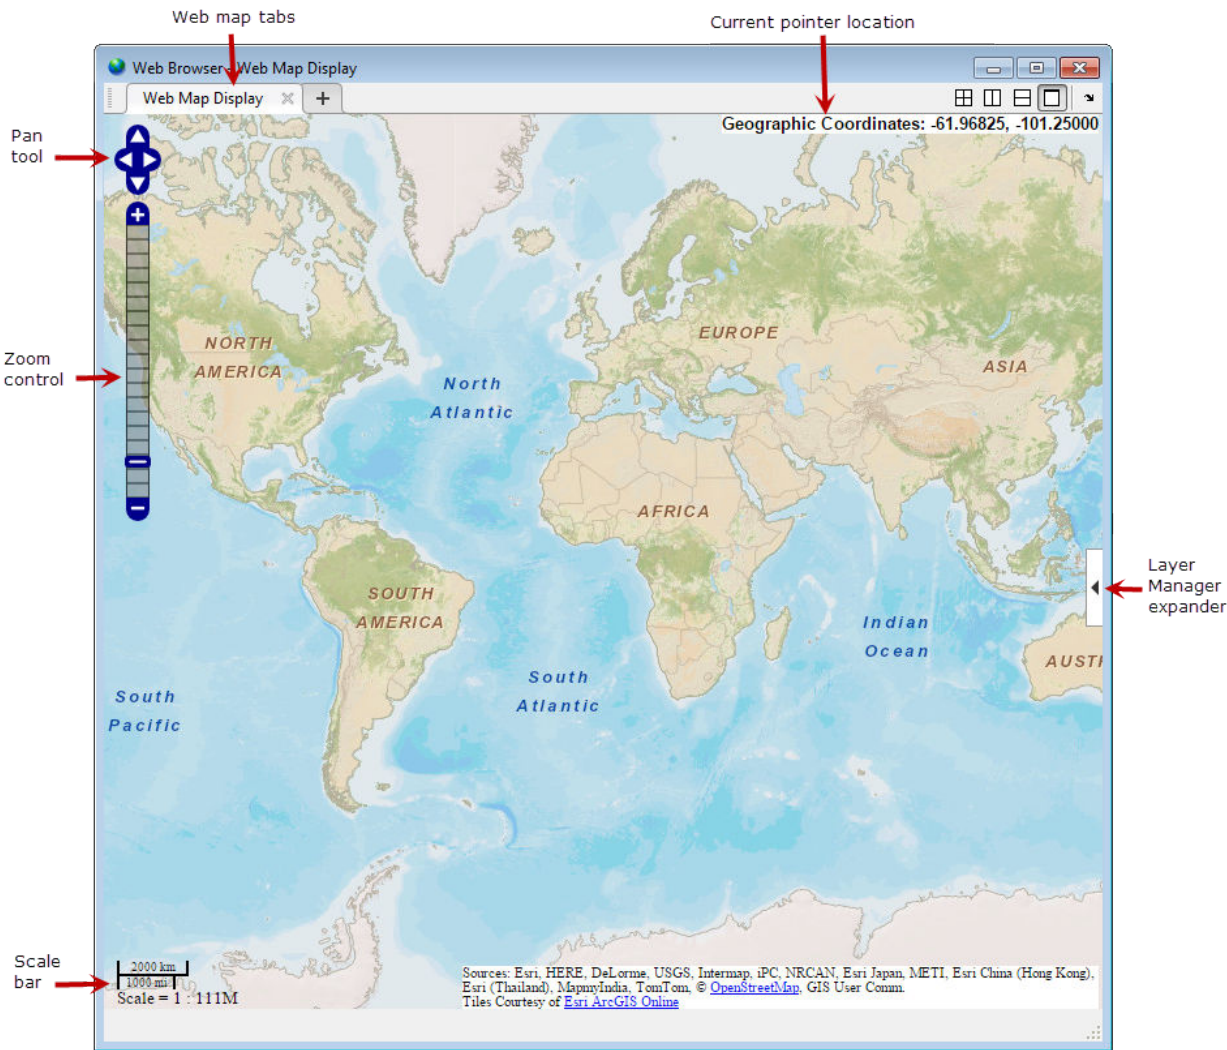 Web map tabs
Current pointer location
Web Browser - Web Map Display
Web Map Display
Geographic Coordinates: -61.96825, -101.25000
Pan
tool
Zoom
control
NORTH
AMERICA
EUROPE
ASIA
North
Atlantic
AFRICA
SOUTH
AMERICA
Indian
Ocean
AUSTR
South
Atlantic
South
Pacific
Layer
Manager
expander
Scale
bar
2000 km
1000 mi
Scale = 1 : 111M
Sources: Esri, HERE, DeLorme, USGS, Intermap, iPC, NRCAN, Esri Japan, METI, Esri China (Hong Kong),
Esri (Thailand), MapmyIndia, TomTom, © OpenStreetMap, GIS User Comm.
Tiles Courtesy of Esri ArcGIS Online